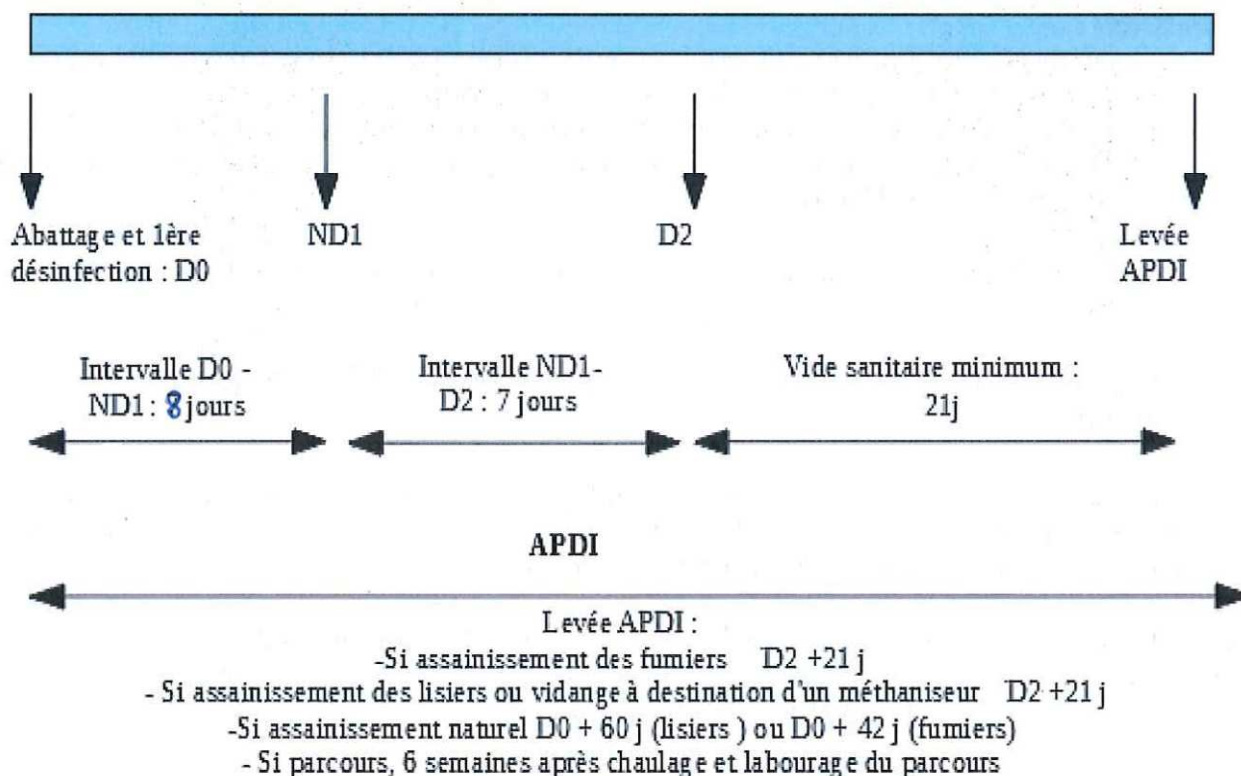 Abattage et 1ère
désinfection : D0
ND1
D2
Levée
APDI
Intervalle D0 -
ND1 : 8 jours
Intervalle ND1-
D2 : 7 jours
Vide sanitaire minimum :
21j
APDI
Levée APDI :
-Si assainissement des fumiers D2 +21 j
- Si assainissement des lisiers ou vidange à destination d'un méthaniseur D2 +21 j
-Si assainissement naturel D0 + 60 j (lisiers ) ou D0 + 42 j (fumiers)
- Si parcours, 6 semaines après chaulage et labourage du parcours